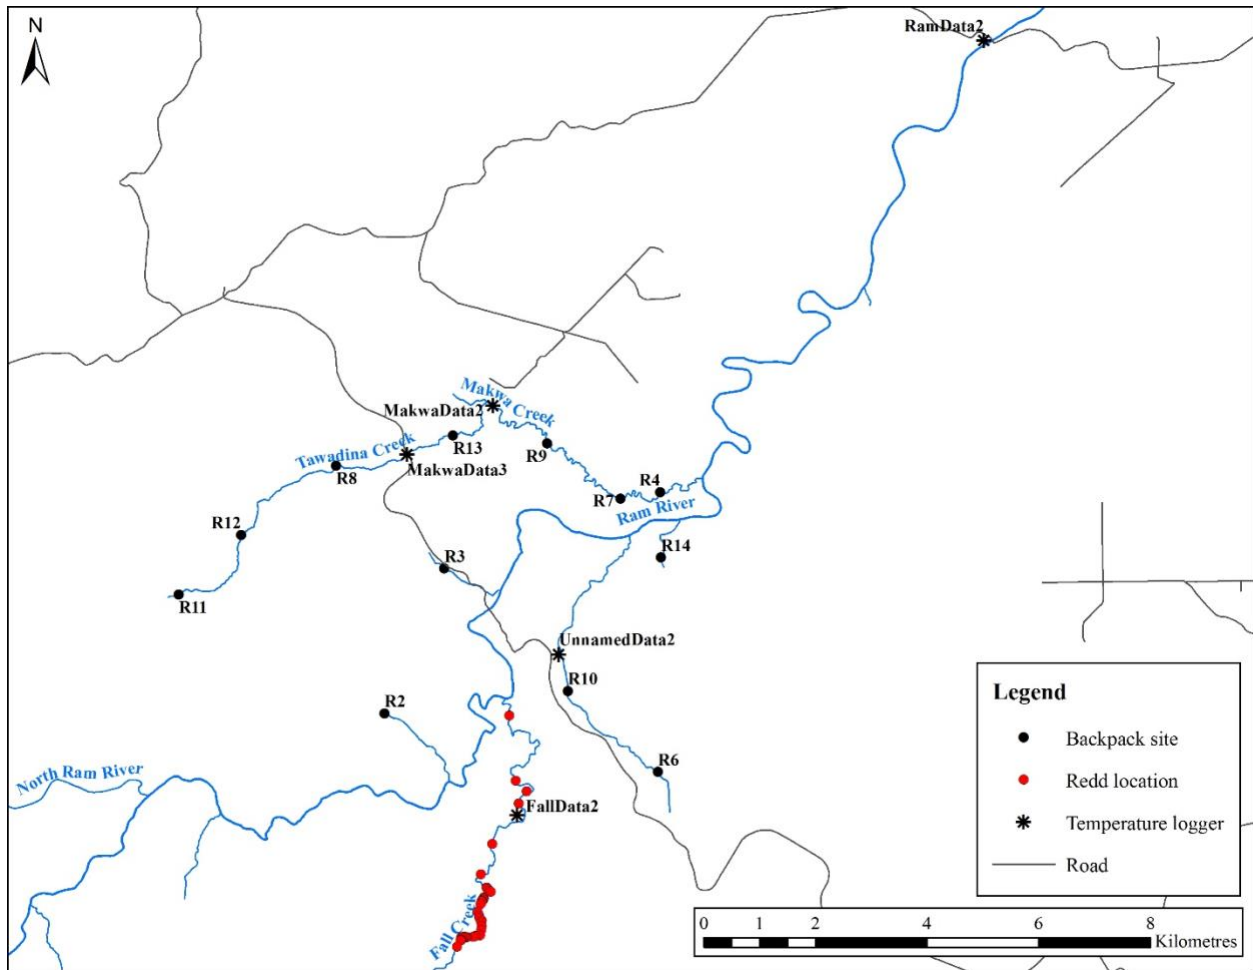 N
RamData2
Makwa Creek
MakwaData2
Tawadina Creek
R13
R9
R8
MakwaData3
R7
R4
Ram River
R12
R3
R14
R11
UnnamedData2
R10
R2
North Ram River
R6
FallData2
Fall Creek
Legend
Backpack site
Redd location
Temperature logger
Road
0 1 2 4 6 8
Kilometres